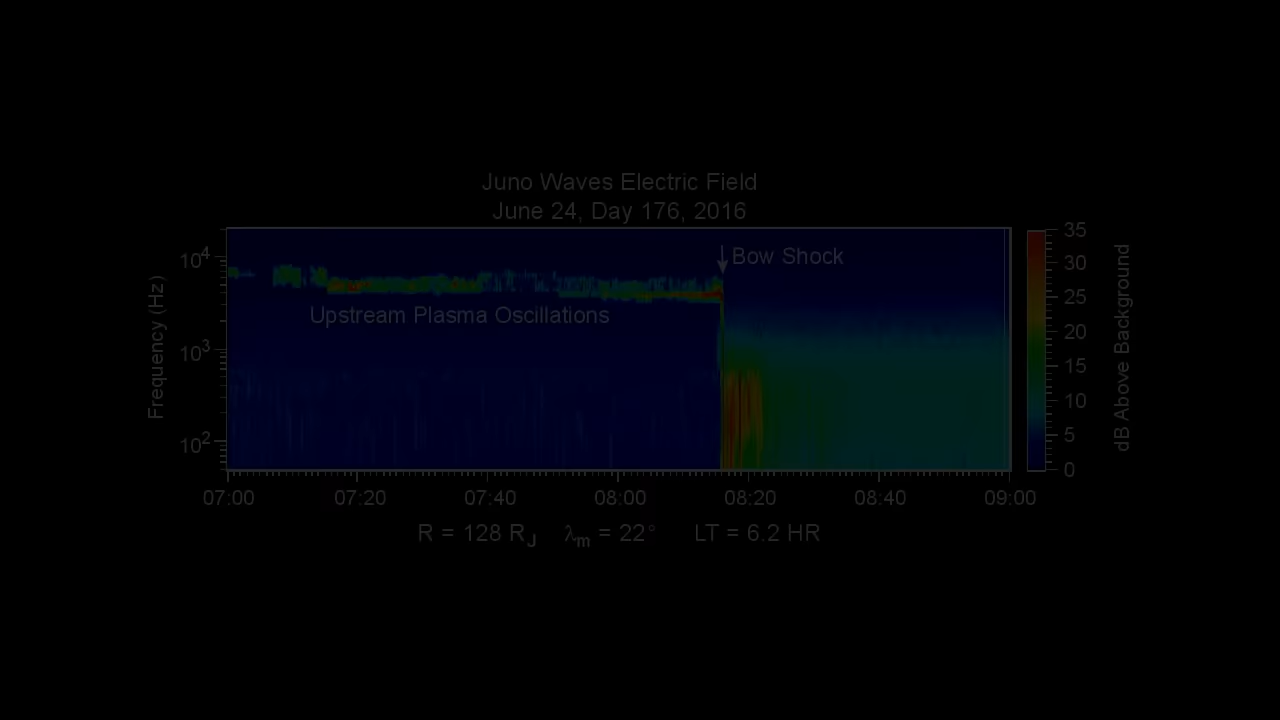 Juno Waves Electric Field
June 24, Day 176, 2016
Frequency (Hz)
10⁴
10³
10²
Bow Shock
Upstream Plasma Oscillations
35
30
25
20
15
10
5
0
dB Above Background
07:00 07:20 07:40 08:00 08:20 08:40 09:00
R = 128 R_J λ_m = 22° LT = 6.2 HR